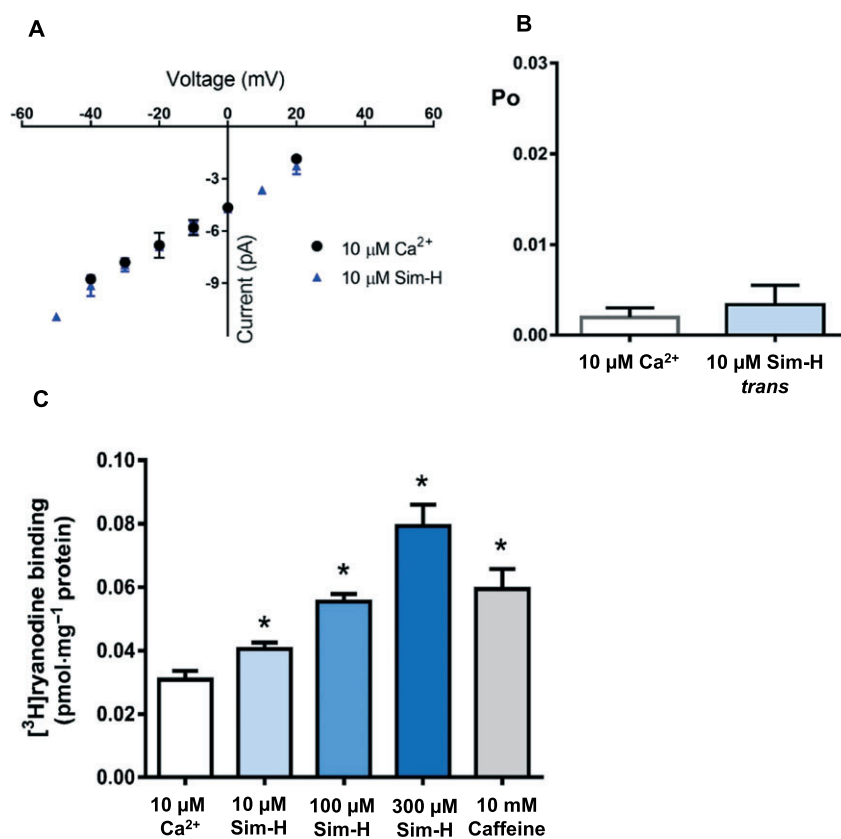 A
Voltage (mV)
-60 -40 -20 0 20 40 60
-3
-6
-9
Current (pA)
10 μM Ca²⁺
10 μM Sim-H
B
Po
0.03
0.02
0.01
0.00
10 μM Ca²⁺
10 μM Sim-H
trans
C
[³H]ryanodine binding
(pmol·mg⁻¹ protein)
0.10
0.08
0.06
0.04
0.02
0.00
* * * *
10 μM 10 μM 100 μM 300 μM 10 mM
Ca²⁺ Sim-H Sim-H Sim-H Caffeine